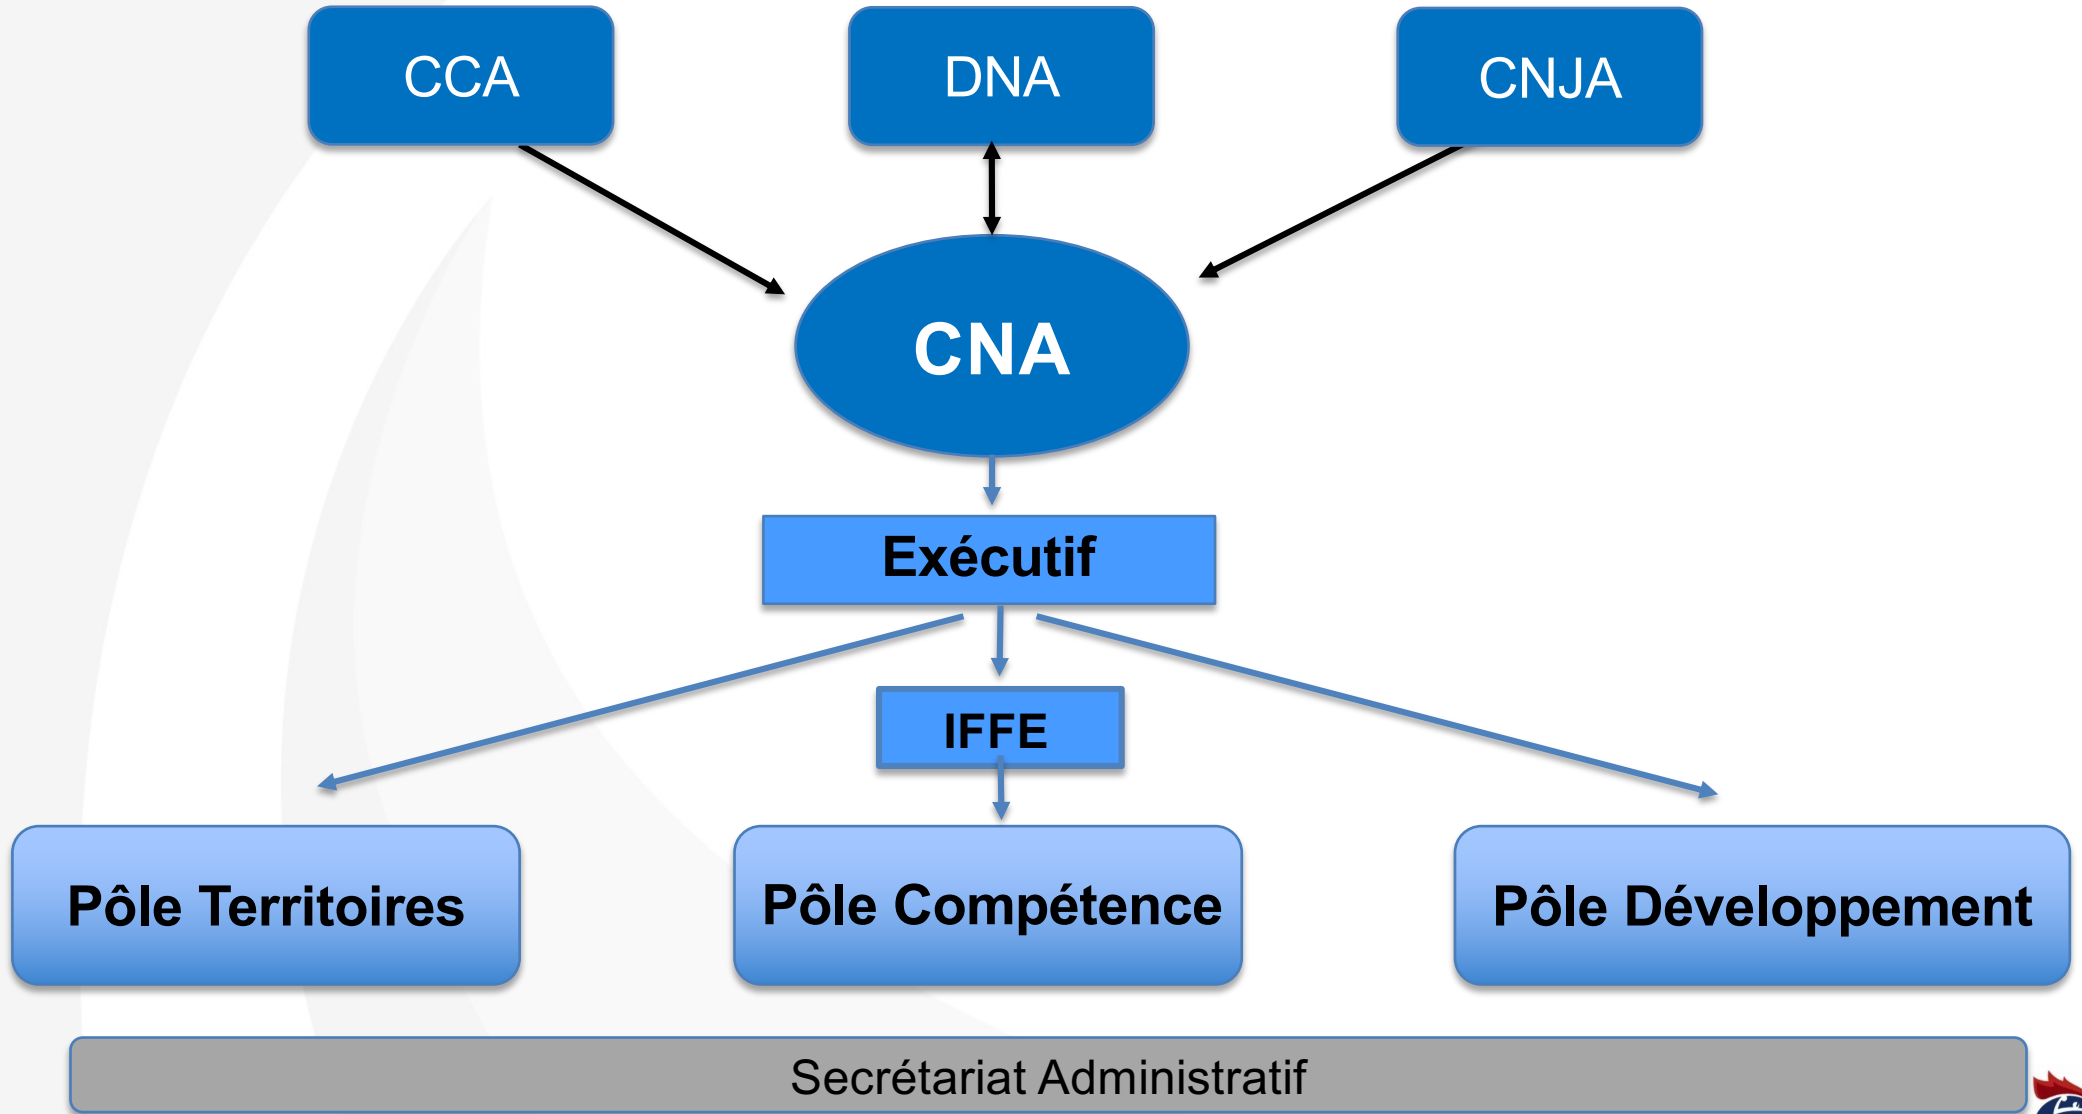 CCA
DNA
CNJA
CNA
Exécutif
IFFE
Pôle Territoires
Pôle Compétence
Pôle Développement
Secrétariat Administratif